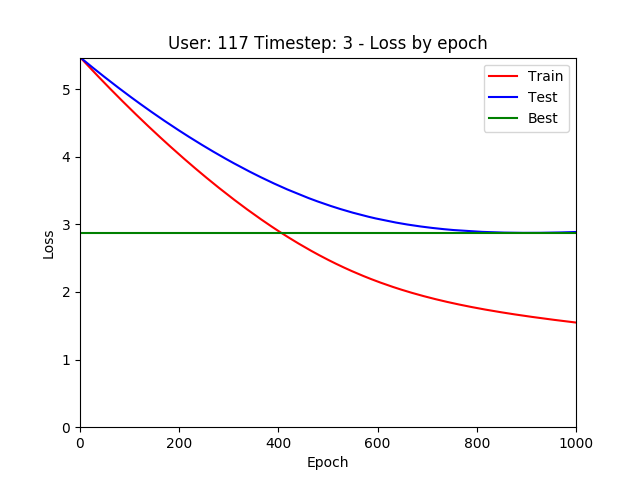 User: 117 Timestep: 3 - Loss by epoch
Train
Test
Best
Loss
5
4
3
2
1
0
0 200 400 600 800 1000
Epoch